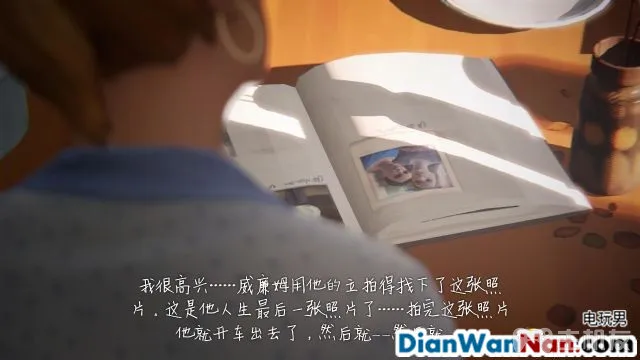 我很高兴……威廉姆用他的立拍得找下了这张照
片．这是他人生最后一张照片了……拍完这张照片
他就开车出去了，然后就--
电玩男
DianWanNan.com